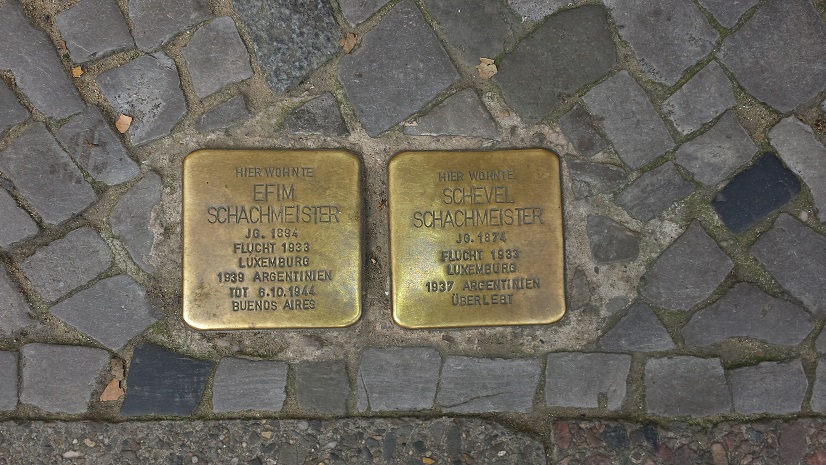 HIER WOHNTE
EFIM
SCHACHMEISTER
JG. 1894
FLUCHT 1933
LUXEMBURG
1939 ARGENTINIEN
TOT 6.10.1944
BUENOS AIRES
HIER WOHNTE
SCHEVEL
SCHACHMEISTER
JG. 1874
FLUCHT 1933
LUXEMBURG
1937 ARGENTINIEN
ÜBERLEBT